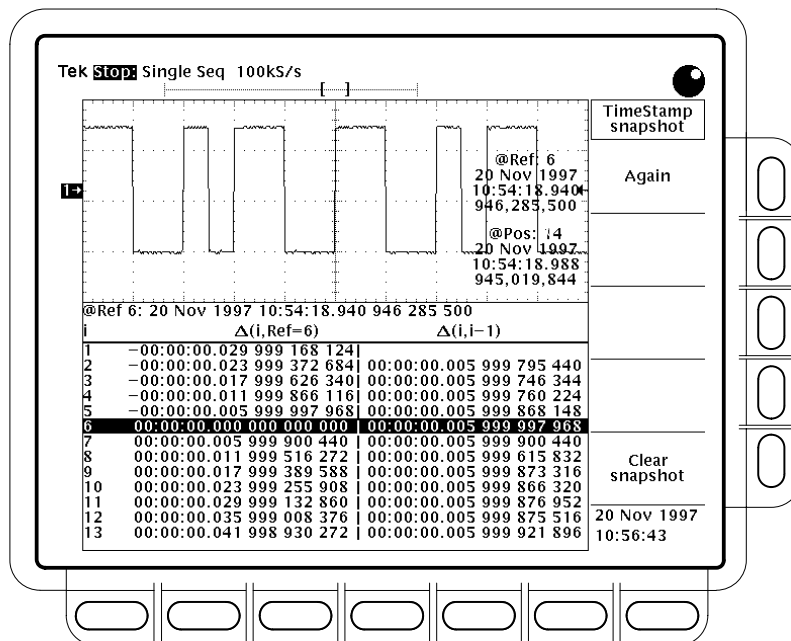 Tek Stop: Single Seq 100kS/s
[ ]
TimeStamp
snapshot
@Ref: 6
20 Nov 1997
10:54:18.940
946,285,500
@Pos: 14
20 Nov 1997
10:54:18.988
945,019,844
1→
Again
@Ref 6: 20 Nov 1997 10:54:18.940 946 285 500
i Δ(i,Ref=6) Δ(i,i−1)
1 −00:00:00.029 999 168 124|
2 −00:00:00.023 999 372 684| 00:00:00.005 999 795 440
3 −00:00:00.017 999 626 340| 00:00:00.005 999 746 344
4 −00:00:00.011 999 866 116| 00:00:00.005 999 760 224
5 −00:00:00.005 999 997 968| 00:00:00.005 999 868 148
6 00:00:00.000 000 000 000 | 00:00:00.005 999 997 968
7 00:00:00.005 999 900 440 | 00:00:00.005 999 900 440
8 00:00:00.011 999 516 272 | 00:00:00.005 999 615 832
9 00:00:00.017 999 389 588 | 00:00:00.005 999 873 316
10 00:00:00.023 999 255 908 | 00:00:00.005 999 866 320
11 00:00:00.029 999 132 860 | 00:00:00.005 999 876 952
12 00:00:00.035 999 008 376 | 00:00:00.005 999 875 516
13 00:00:00.041 998 930 272 | 00:00:00.005 999 921 896
Clear
snapshot
20 Nov 1997
10:56:43